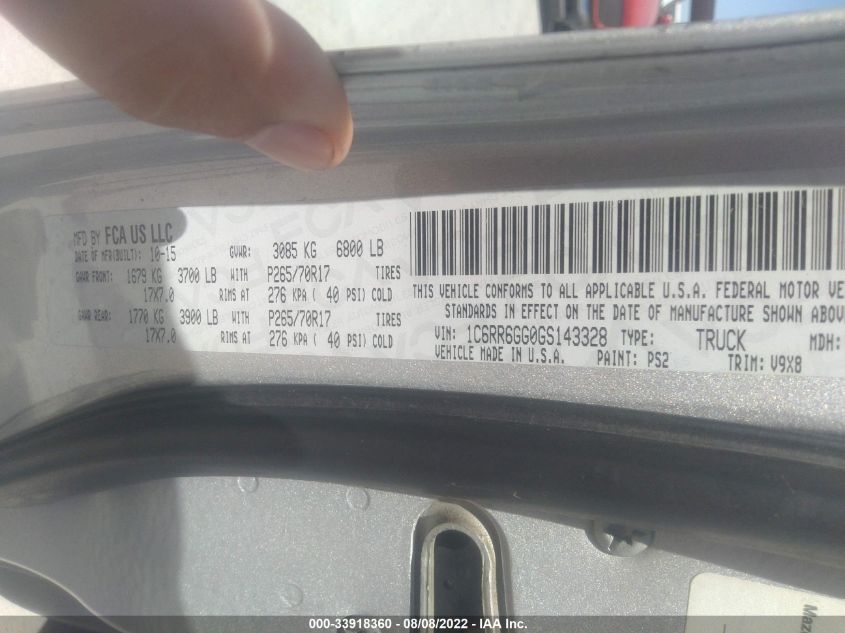 MFD BY FCA US LLC
DATE OF MFR(BUILT): 10-15 GVWR: 3085 KG 6800 LB
GAWR FRONT: 1679 KG 3700 LB WITH P265/70R17 TIRES
17X7.0 RIMS AT 276 KPA ( 40 PSI) COLD
GAWR REAR: 1770 KG 3900 LB WITH P265/70R17 TIRES
17X7.0 RIMS AT 276 KPA ( 40 PSI) COLD
THIS VEHICLE CONFORMS TO ALL APPLICABLE U.S.A. FEDERAL MOTOR VE
STANDARDS IN EFFECT ON THE DATE OF MANUFACTURE SHOWN ABOV
VIN: 1C6RR6GG0GS143328 TYPE: TRUCK MDH:
VEHICLE MADE IN U.S.A. PAINT: PS2 TRIM: V9X8
Maz
000-33918360 - 08/08/2022 - IAA Inc.